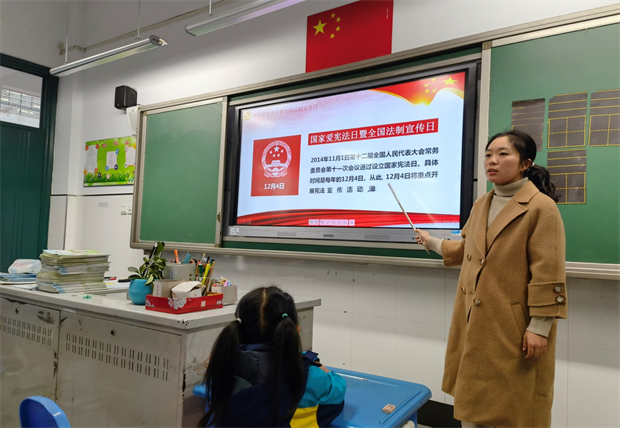 国家爱宪法日暨全国法制宣传日
2014年11月1日第十二届全国人民代表大会常务
委员会第十一次会议通过设立国家宪法日。具体
时间是每年的12月4日。从此，12月4日将重点开
展宪法宣传活动
12月4日